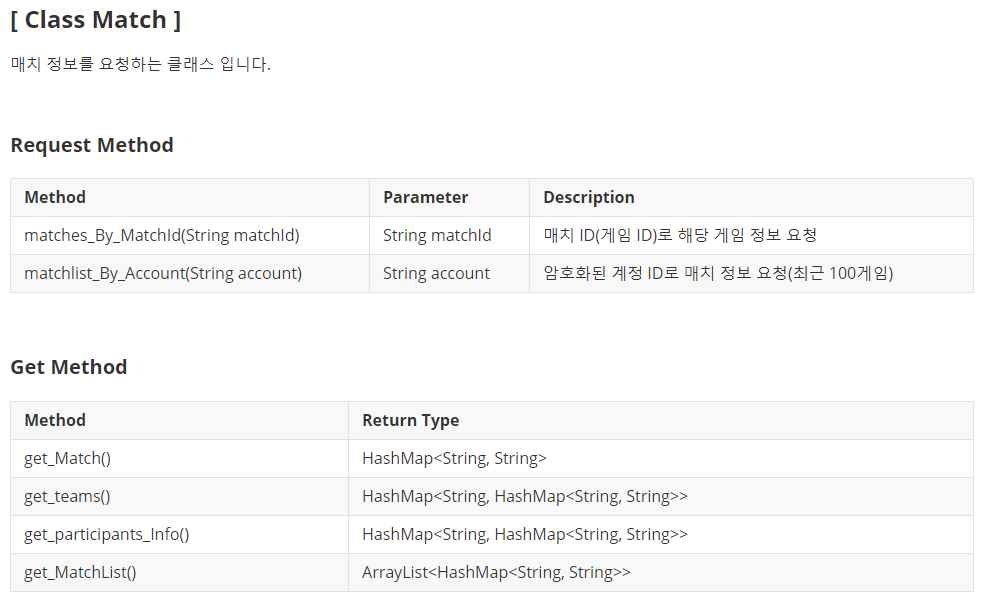 [ Class Match ]
매치 정보를 요청하는 클래스 입니다.
Request Method
Method Parameter Description
matches_By_MatchId(String matchId) String matchId 매치 ID(게임 ID)로 해당 게임 정보 요청
matchlist_By_Account(String account) String account 암호화된 계정 ID로 매치 정보 요청(최근 100게임)
Get Method
Method Return Type
get_Match() HashMap<String, String>
get_teams() HashMap<String, HashMap<String, String>>
get_participants_Info() HashMap<String, HashMap<String, String>>
get_MatchList() ArrayList<HashMap<String, String>>